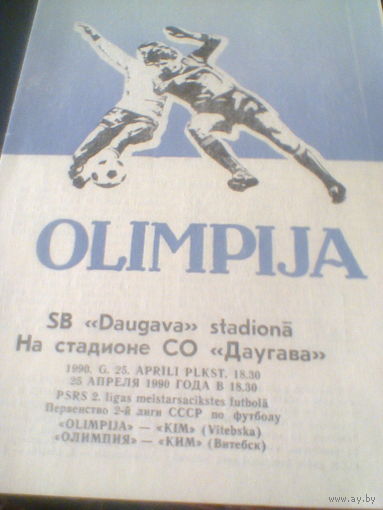 OLIMPIJA
SB «Daugava» stadionā
На стадионе СО «Даугава»
1990. G. 25. APRILI PLKST. 18.30
25 АПРЕЛЯ 1990 ГОДА В 18.30
PSRS 2. līgas meistarsacīkstes futbolā
Первенство 2-й лиги СССР по футболу
«OLIMPIJA» — «KIM» (Vitebska)
«ОЛИМПИЯ» — «КИМ» (Витебск)
www.ay.by